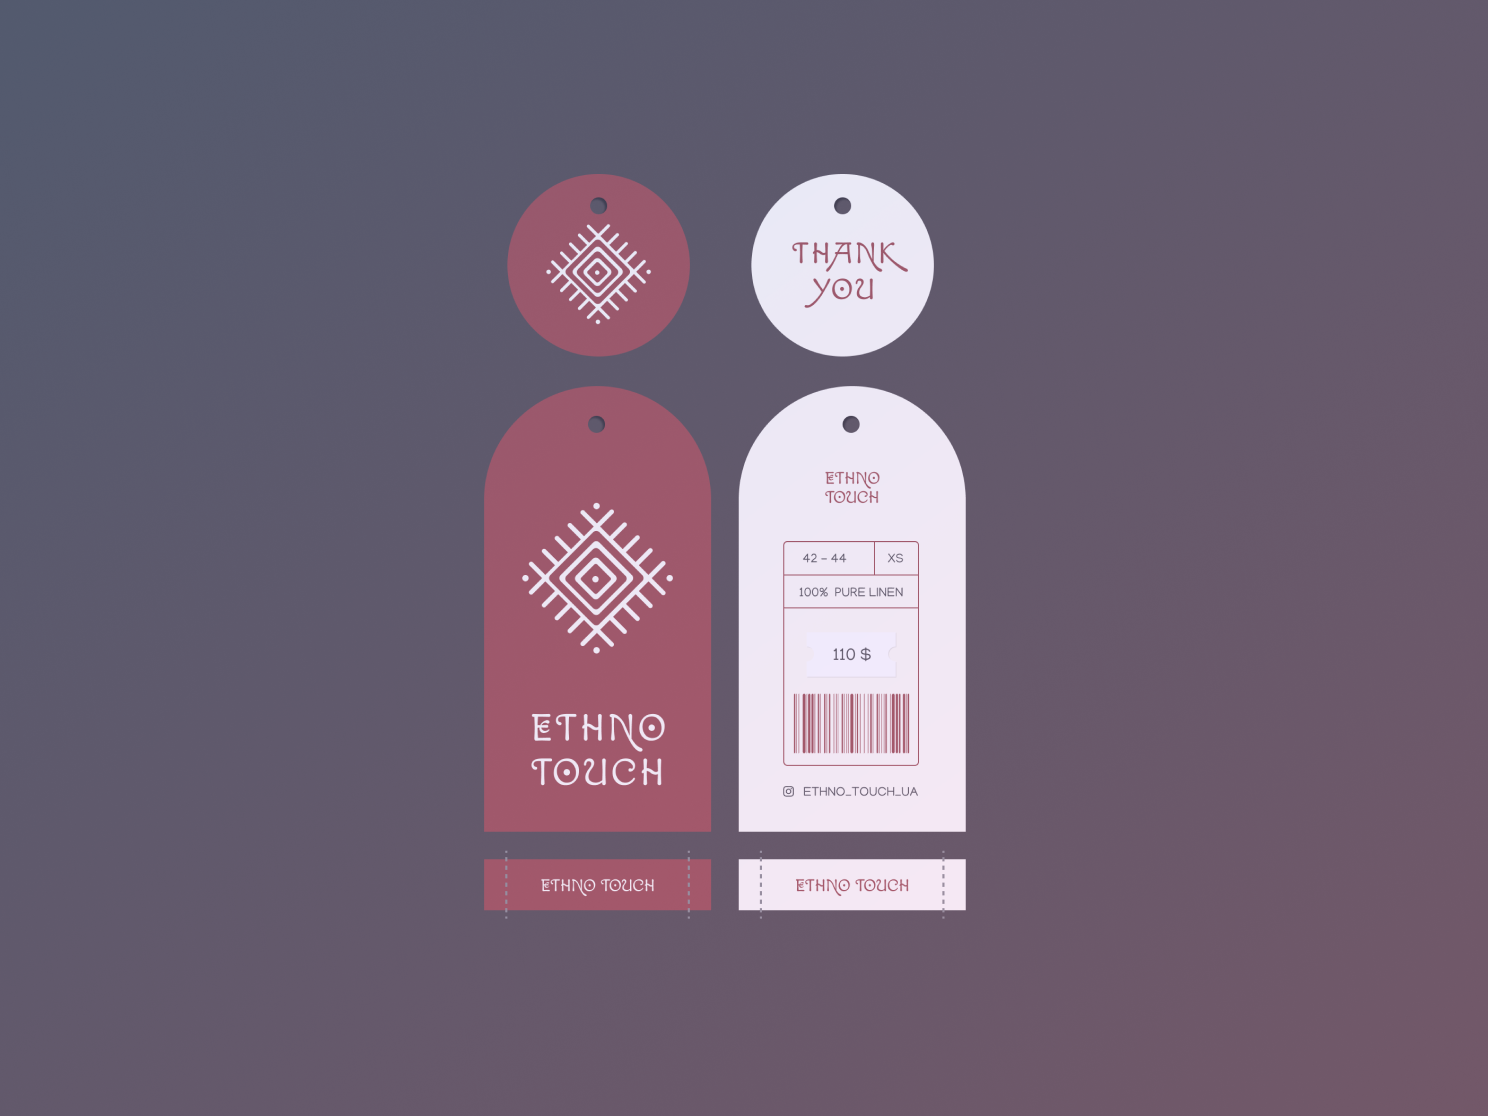 THANK
YOU
ETHNO
TOUCH
ETHNO
TOUCH
42 – 44 XS
100% PURE LINEN
110 $
ETHNO_TOUCH_UA
ETHNO TOUCH
ETHNO TOUCH